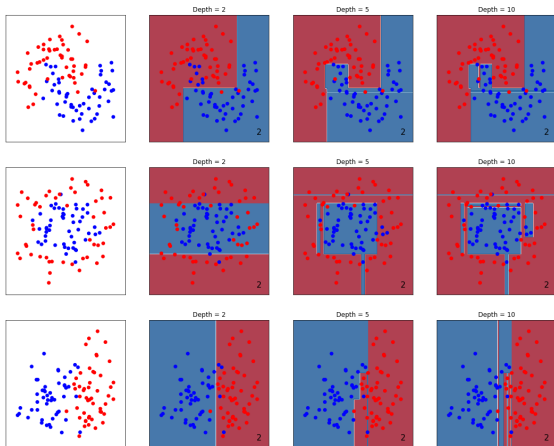 Depth = 2
Depth = 5
Depth = 10
2
2
2
Depth = 2
Depth = 5
Depth = 10
2
2
2
Depth = 2
Depth = 5
Depth = 10
2
2
2